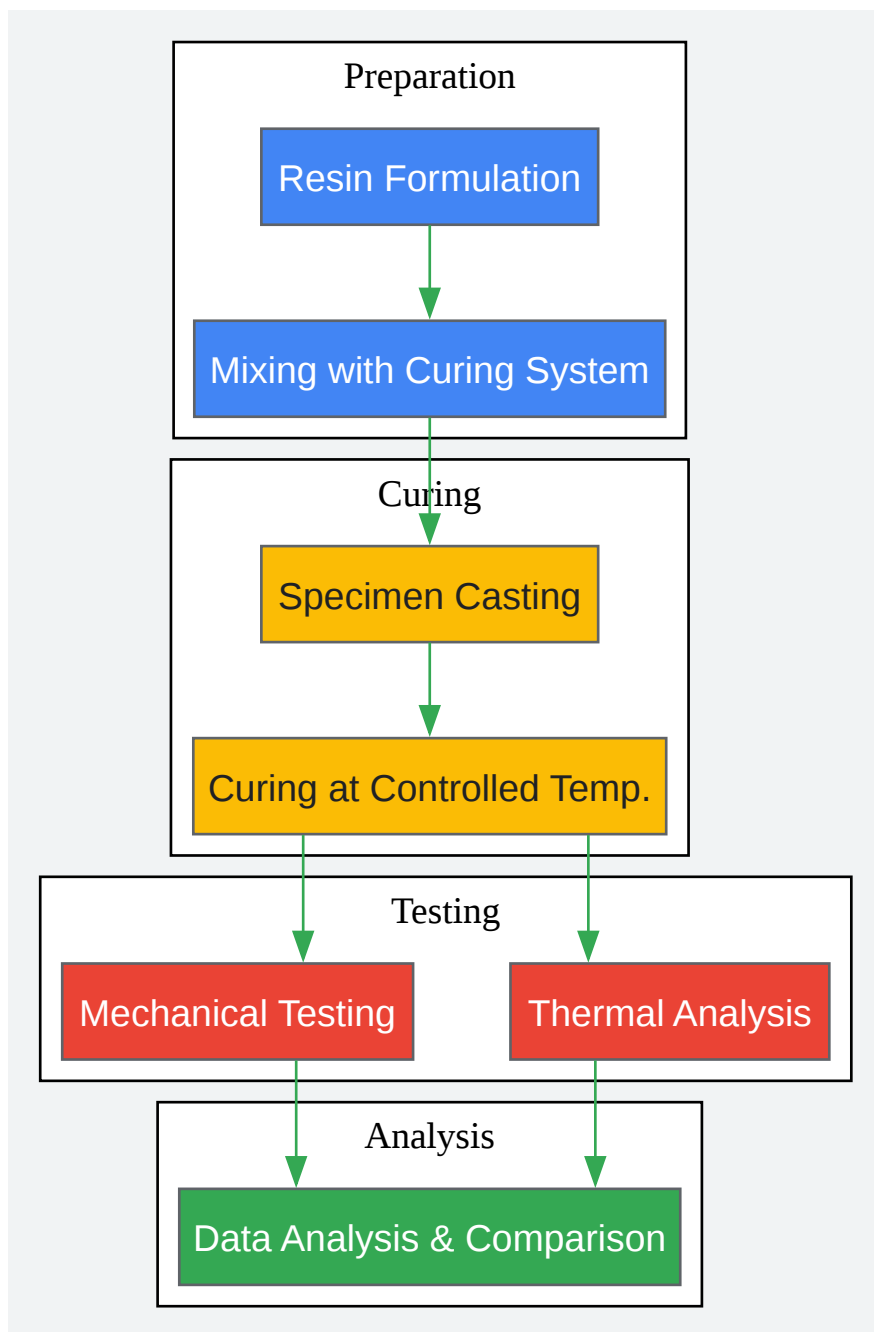 Preparation
Resin Formulation
Mixing with Curing System
Curing
Specimen Casting
Curing at Controlled Temp.
Testing
Mechanical Testing
Thermal Analysis
Analysis
Data Analysis & Comparison